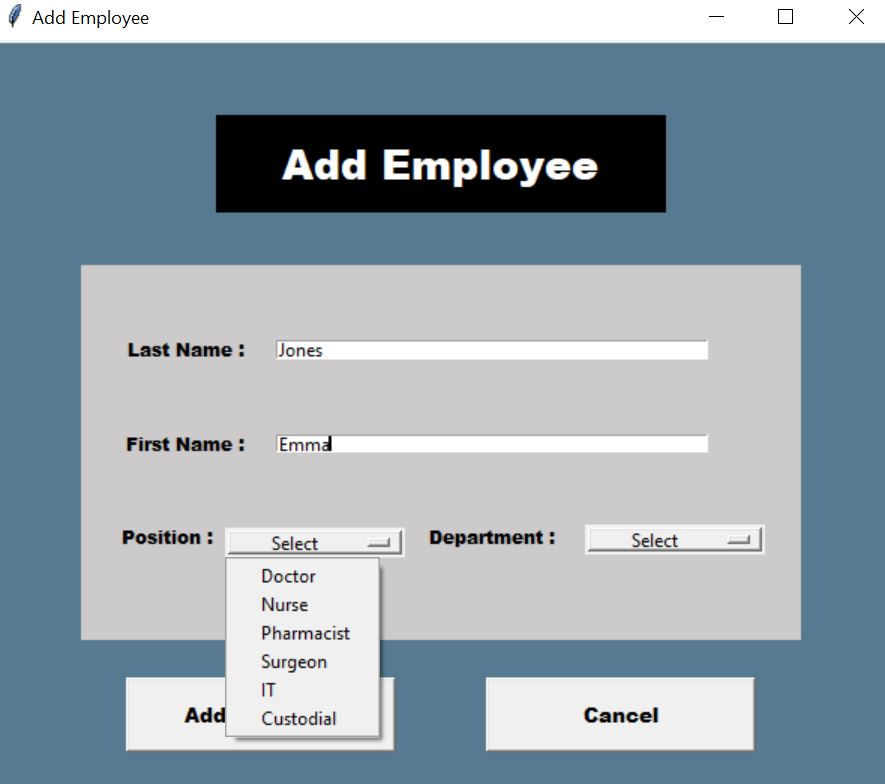 Add Employee
Add Employee
Last Name : Jones
First Name : Emma
Position : Select Department : Select
Doctor
Nurse
Pharmacist
Surgeon
IT
Custodial
Add Cancel